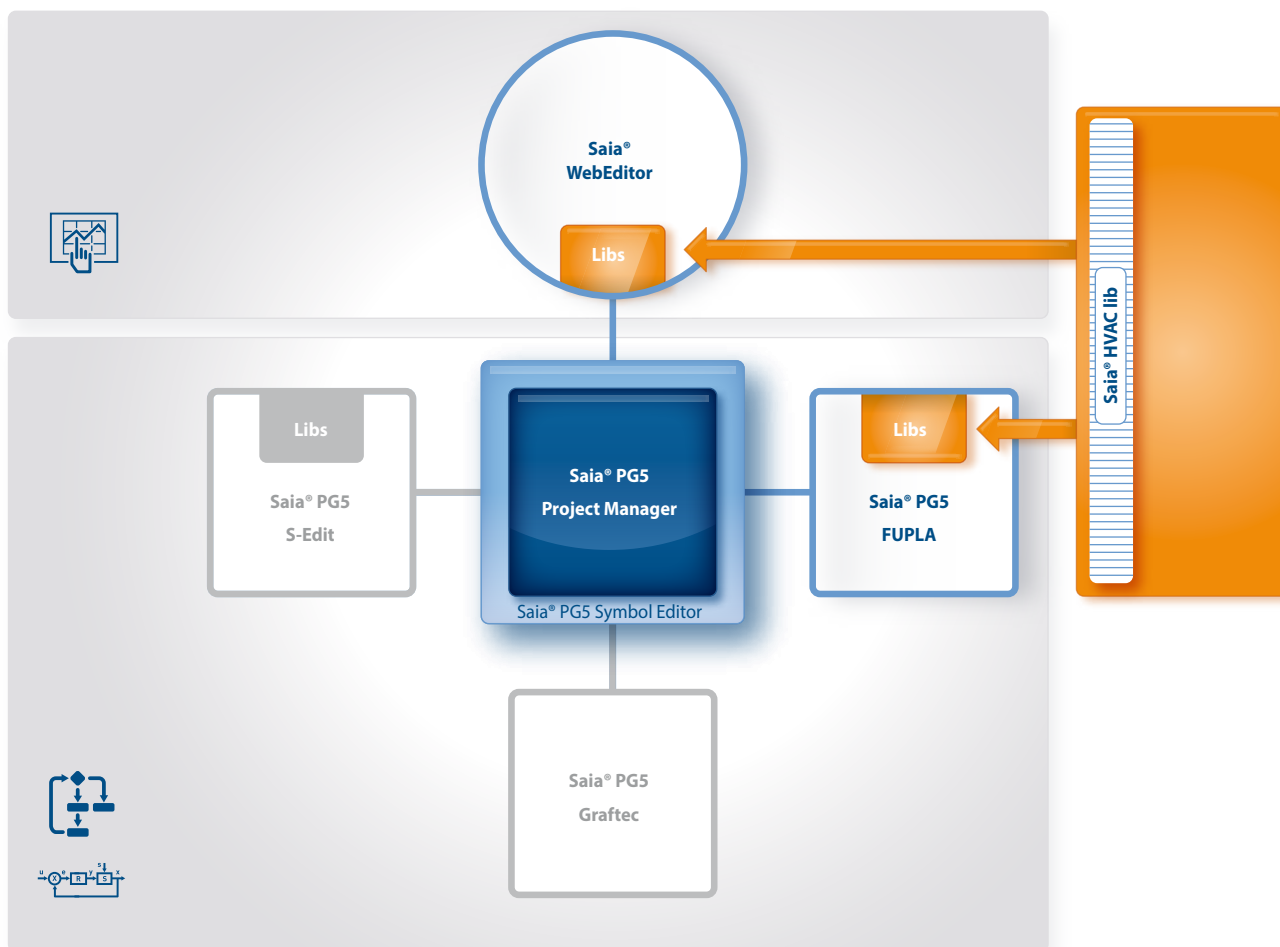 Saia®
WebEditor
Libs
Saia® HVAC lib
Libs
Saia® PG5
S-Edit
Saia® PG5
Project Manager
Saia® PG5 Symbol Editor
Libs
Saia® PG5
FUPLA
Saia® PG5
Graftec
u X e R y s S x